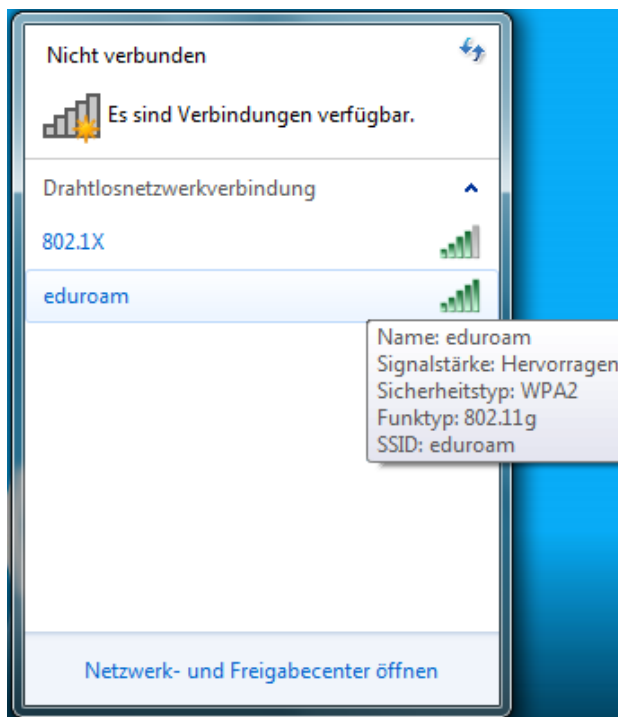 Nicht verbunden
Es sind Verbindungen verfügbar.
Drahtlosnetzwerkverbindung
802.1X
eduroam
Name: eduroam
Signalstärke: Hervorragen
Sicherheitstyp: WPA2
Funktyp: 802.11g
SSID: eduroam
Netzwerk- und Freigabecenter öffnen